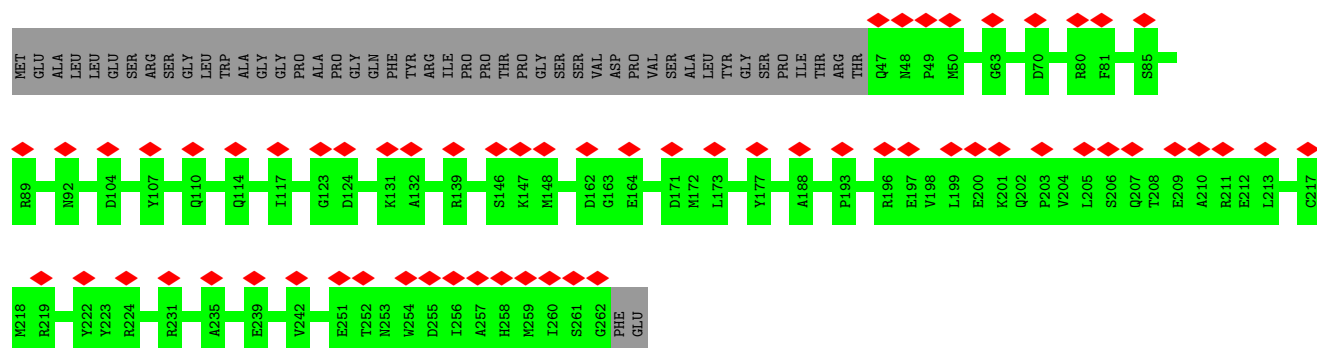 MET GLU ALA LEU LEU GLU SER ARG SER GLY LEU TRP ALA GLY GLY PRO ALA PRO GLY GLN PHE TYR ARG ILE PRO PRO THR PRO GLY SER SER VAL ASP PRO VAL SER ALA LEU TYR GLY SER PRO ILE THR ARG THR Q47 N48 P49 M50 G63 D70 R80 F81 S85
R89 N92 D104 Y107 Q110 Q114 I117 G123 D124 K131 A132 R139 S146 K147 M148 D162 G163 E164 D171 M172 L173 Y177 A188 P193 R196 E197 V198 L199 E200 K201 Q202 P203 V204 L205 S206 Q207 T208 E209 A210 R211 E212 L213 C217
M218 R219 Y222 Y223 R224 R231 A235 E239 V242 E251 T252 N253 W254 D255 I256 A257 H258 M259 I260 S261 G262 PHE GLU